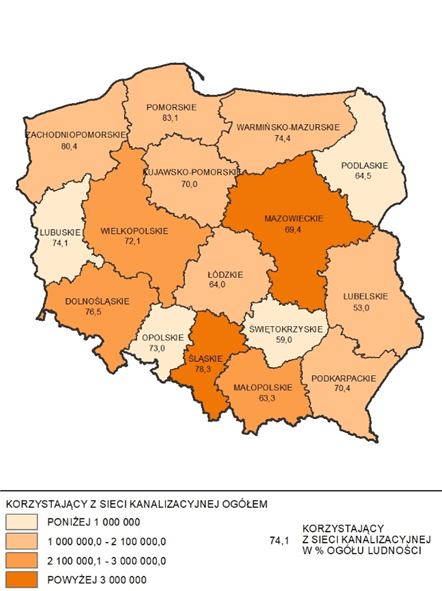 POMORSKIE
83,1
ZACHODNIOPOMORSKIE
80,4
WARMIŃSKO-MAZURSKIE
74,4
PODLASKIE
64,5
KUJAWSKO-POMORSKIE
70,0
MAZOWIECKIE
69,4
LUBUSKIE
74,1
WIELKOPOLSKIE
72,1
ŁÓDZKIE
64,0
LUBELSKIE
53,0
DOLNOŚLĄSKIE
76,5
OPOLSKIE
73,0
ŚWIĘTOKRZYSKIE
59,0
ŚLĄSKIE
78,3
MAŁOPOLSKIE
63,3
PODKARPACKIE
70,4
KORZYSTAJĄCY Z SIECI KANALIZACYJNEJ OGÓŁEM
PONIŻEJ 1 000 000
1 000 000,0 - 2 100 000,0
2 100 000,1 - 3 000 000,0
POWYŻEJ 3 000 000
74,1
KORZYSTAJĄCY
Z SIECI KANALIZACYJNEJ
W % OGÓŁU LUDNOŚCI